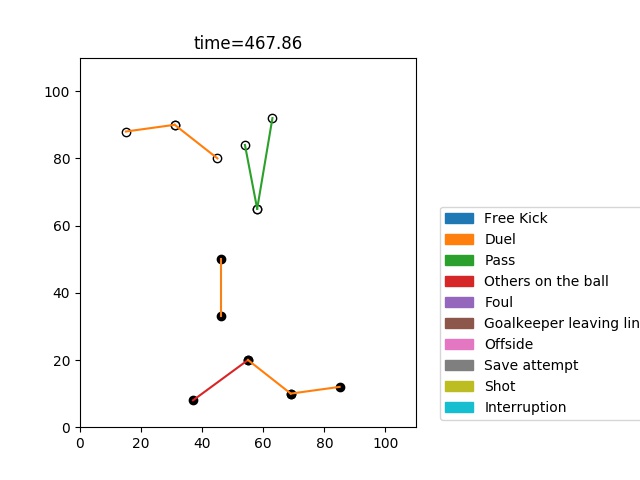 time=467.86
100
80
60
40
20
0
0 20 40 60 80 100
Free Kick
Duel
Pass
Others on the ball
Foul
Goalkeeper leaving lin
Offside
Save attempt
Shot
Interruption